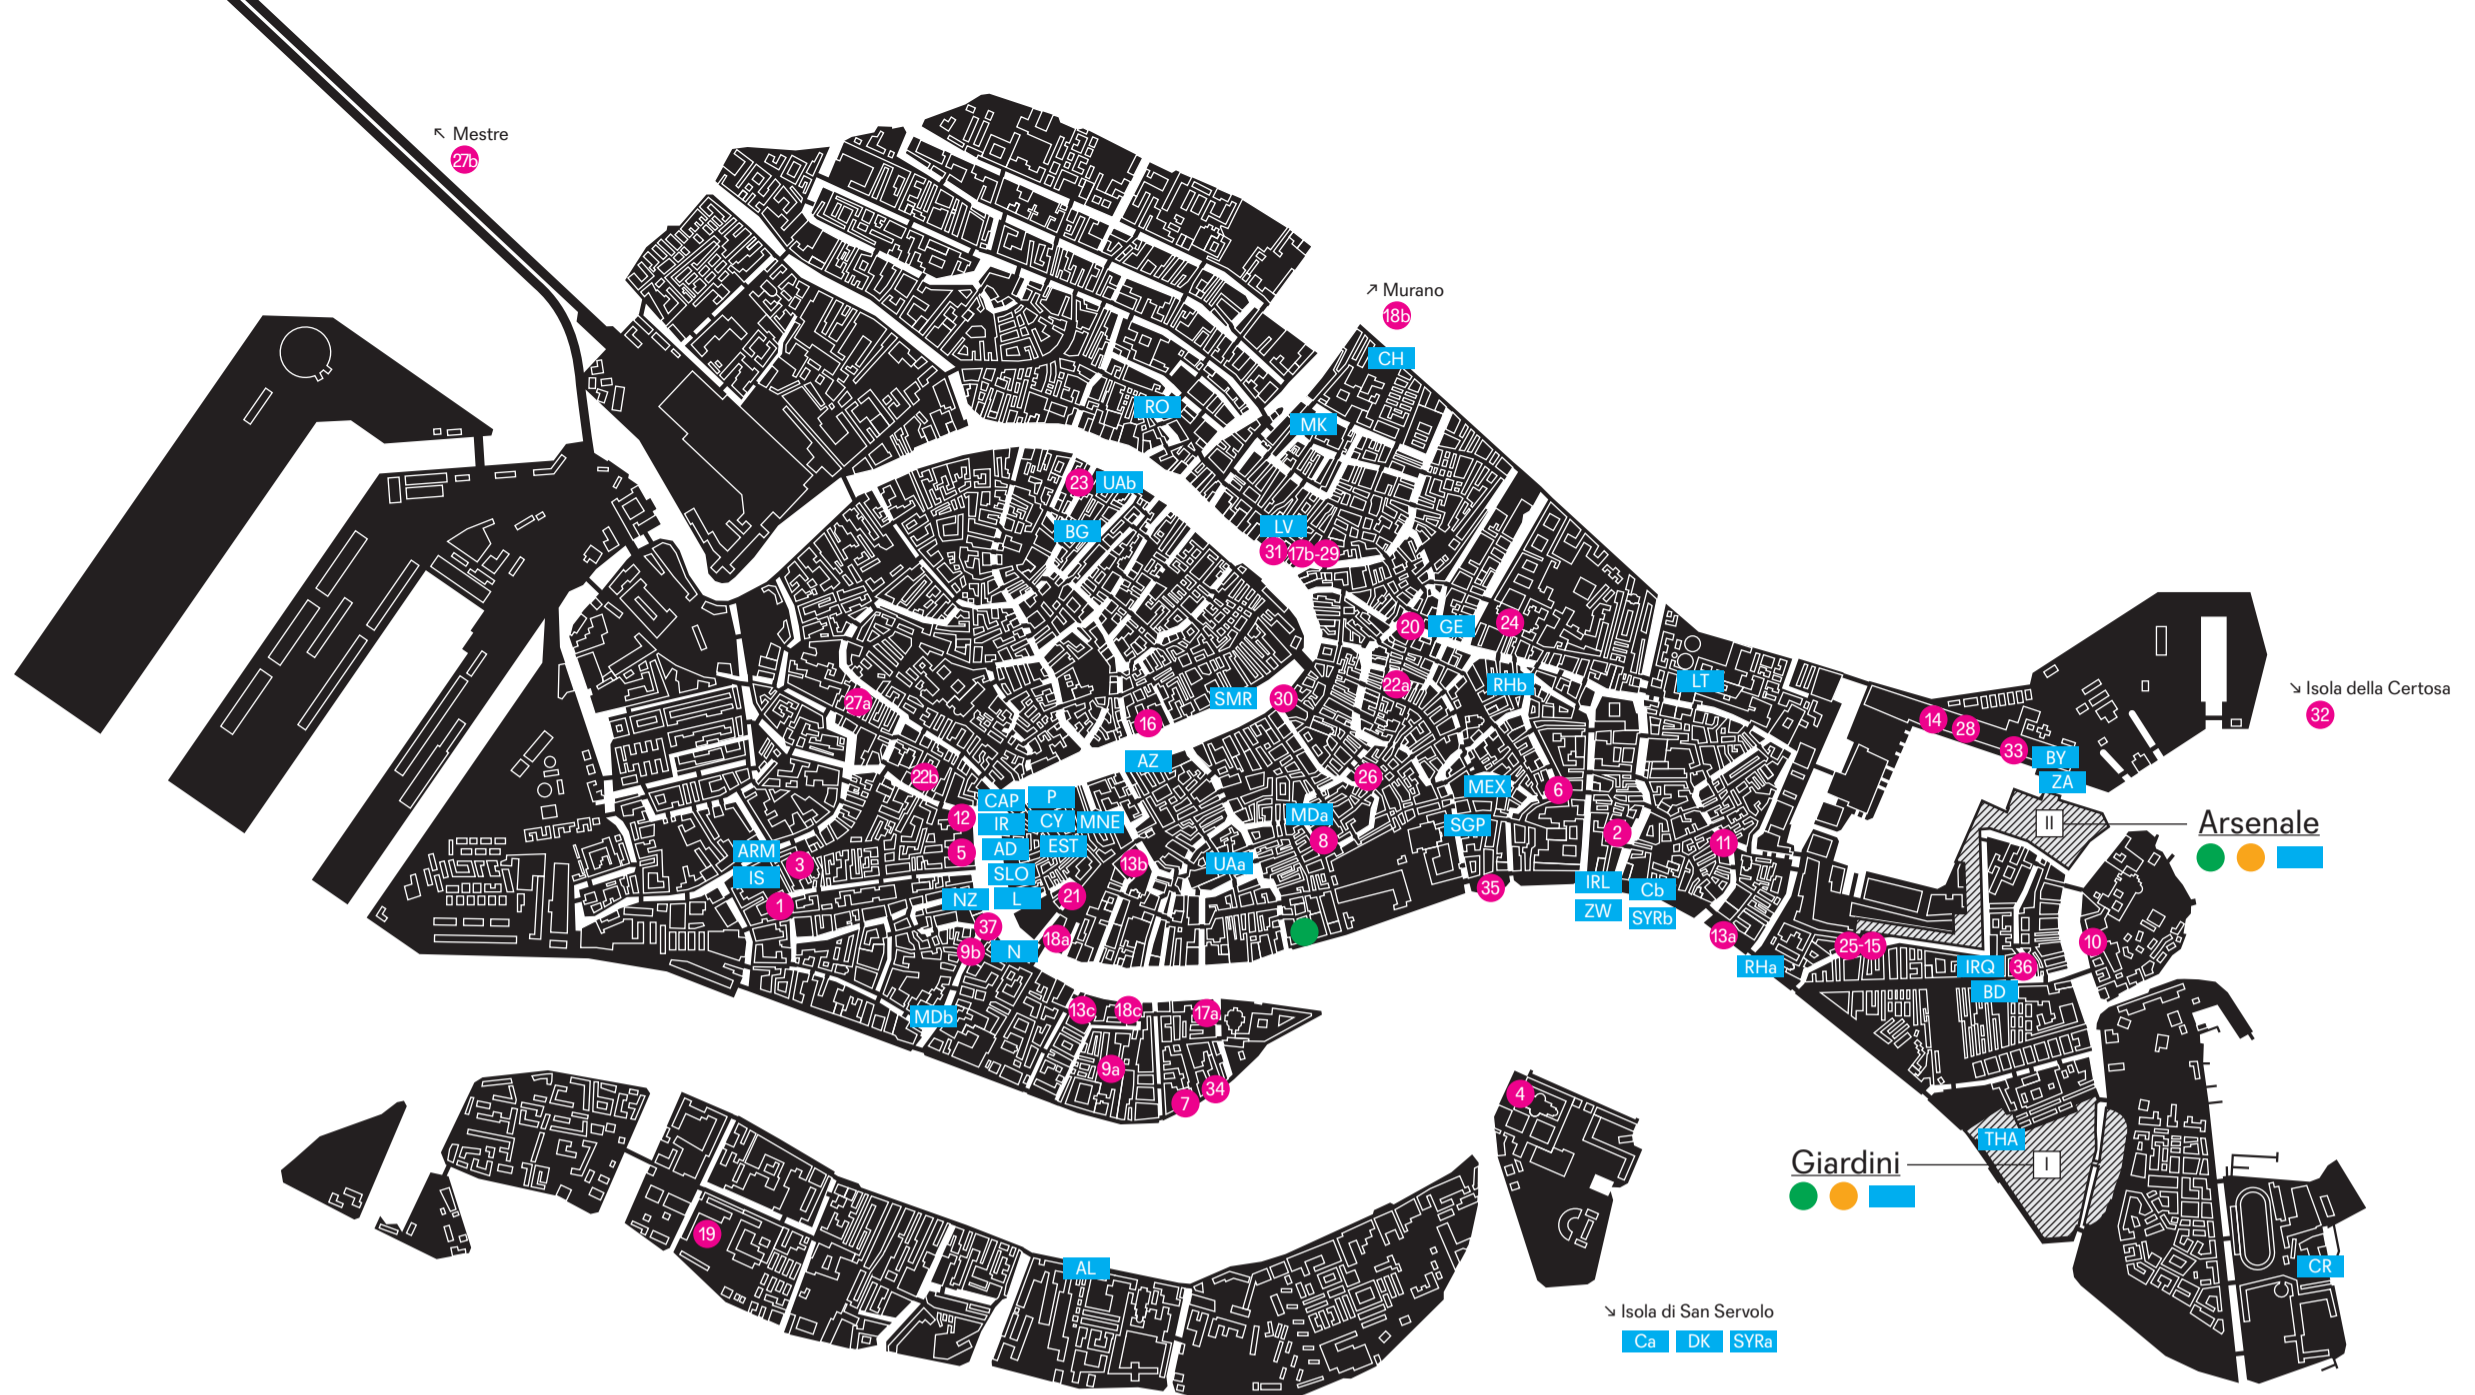 ↖ Mestre
27b
↗ Murano
18b
CH
RO
MK
23 UAb
BG
LV
31 17b-29
20 GE 24
22a RHb LT
27a
SMR 30
16
↘ Isola della Certosa
32
14 28
33 BY
ZA
AZ
22b 26
MEX 6
CAP P
12 IR CY MNE
MDa
8
SGP 2
11
II Arsenale
5 AD EST
ARM 3
IS
13b UAa
SLO
1 NZ L 21
35
IRL Cb
ZW SYRb
37
9b N 18a
13a
25-15
10
RHa
IRQ 36
BD
MDb
13c 18c 17a
9a
7 34
4
THA
Giardini I
19
AL
CR
↘ Isola di San Servolo
Ca DK SYRa